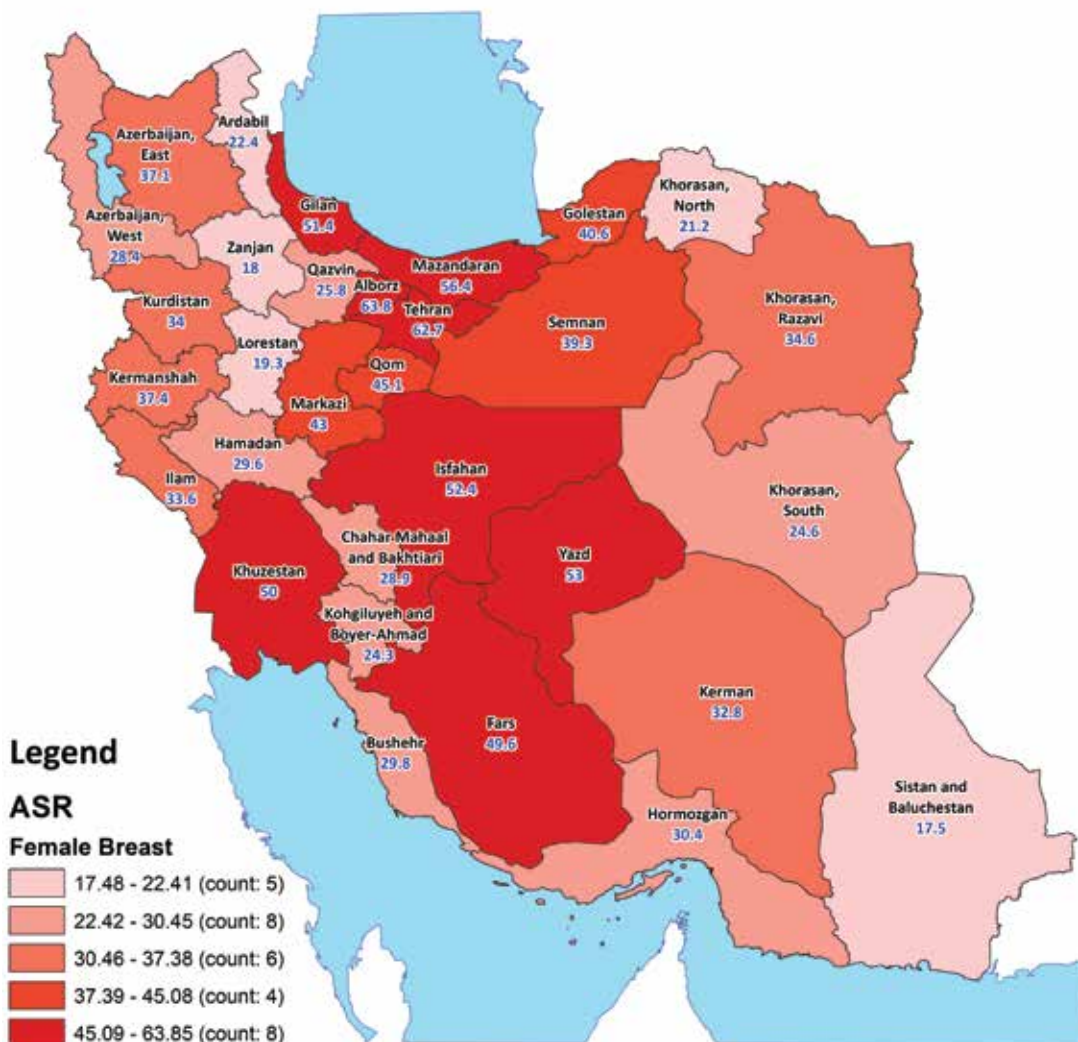 Ardabil
22.4
Azerbaijan,
East
37.1
Khorasan,
North
21.2
Gilan
51.4
Golestan
40.6
Azerbaijan,
West
28.4
Zanjan
18
Qazvin
25.8
Mazandaran
56.4
Alborz
63.8
Tehran
62.7
Kurdistan
34
Khorasan,
Razavi
34.6
Semnan
39.3
Lorestan
19.3
Qom
45.1
Kermanshah
37.4
Markazi
43
Hamadan
29.6
Isfahan
52.4
Ilam
33.6
Khorasan,
South
24.6
Chahar Mahaal
and Bakhtiari
28.9
Yazd
53
Khuzestan
50
Kohgiluyeh and
Boyer-Ahmad
24.3
Kerman
32.8
Fars
49.6
Bushehr
29.8
Sistan and
Baluchestan
17.5
Hormozgan
30.4
Legend
ASR
Female Breast
17.48 - 22.41 (count: 5)
22.42 - 30.45 (count: 8)
30.46 - 37.38 (count: 6)
37.39 - 45.08 (count: 4)
45.09 - 63.85 (count: 8)